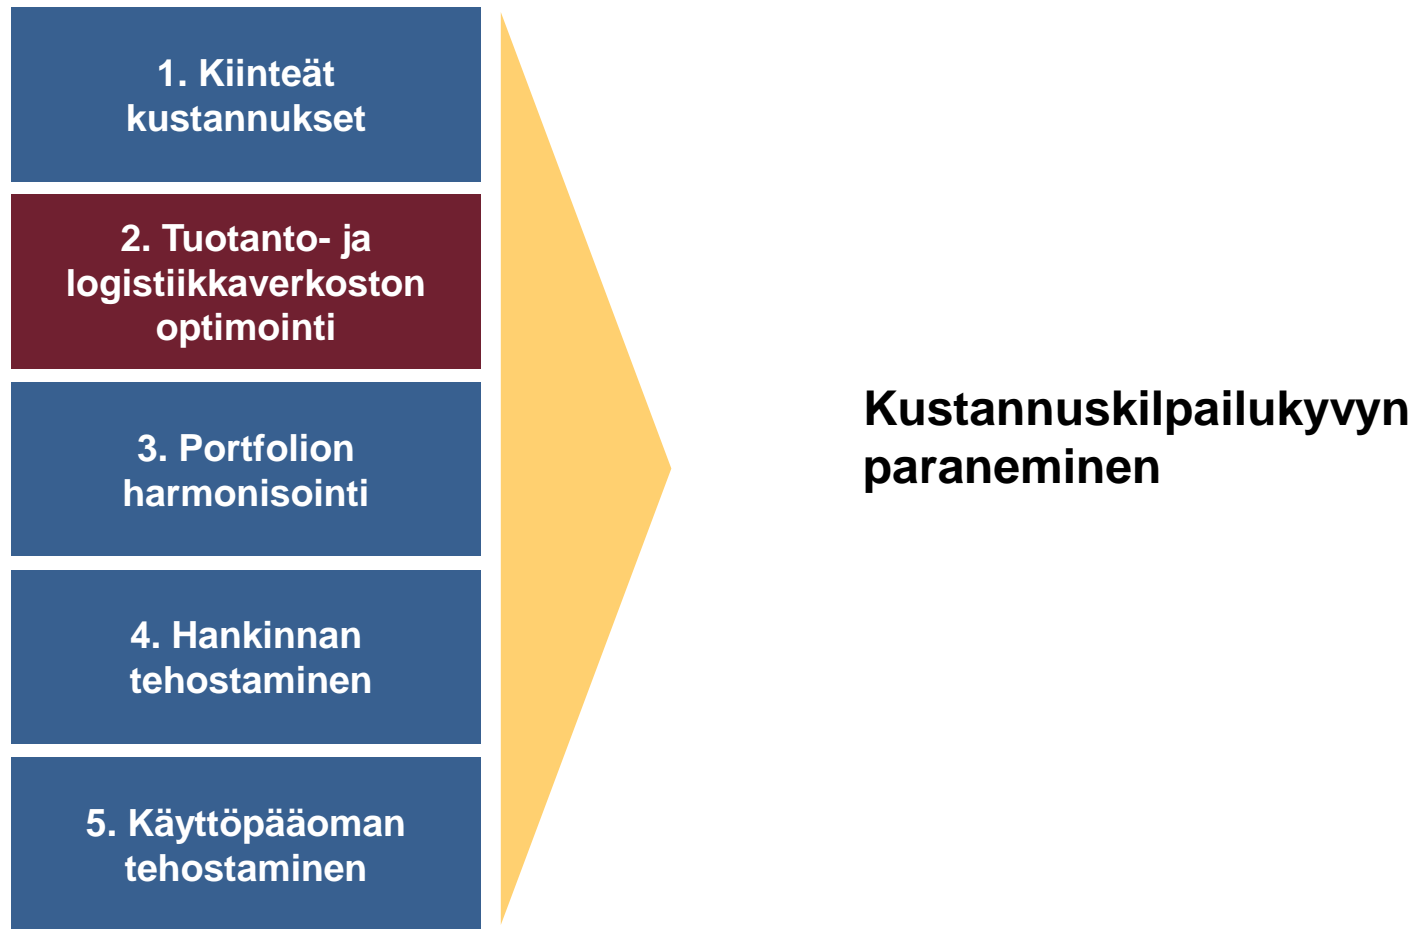 1. Kiinteät
kustannukset
2. Tuotanto- ja
logistiikkaverkoston
optimointi
3. Portfolion
harmonisointi
4. Hankinnan
tehostaminen
5. Käyttöpääoman
tehostaminen
Kustannuskilpailukyvyn
paraneminen